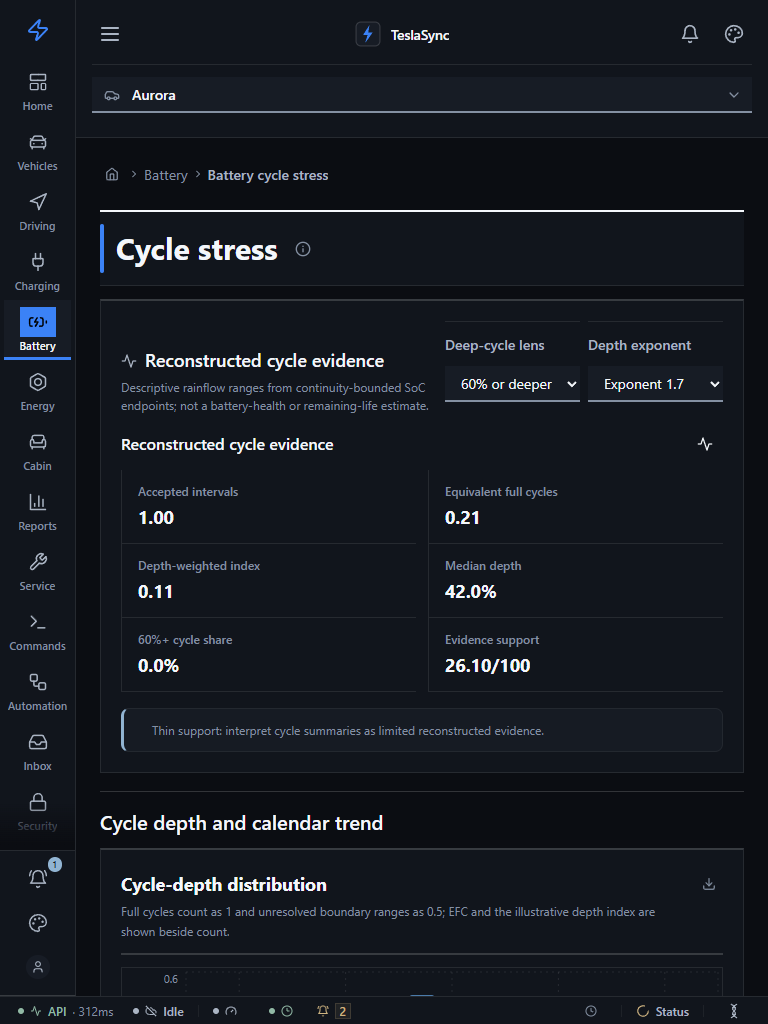 TeslaSync
Aurora
Home
Vehicles
Driving
Charging
Battery
Energy
Cabin
Reports
Service
Commands
Automation
Inbox
Security
1
Battery
Battery cycle stress
Cycle stress
Reconstructed cycle evidence
Descriptive rainflow ranges from continuity-bounded SoC
endpoints; not a battery-health or remaining-life estimate.
Deep-cycle lens
60% or deeper
Depth exponent
Exponent 1.7
Reconstructed cycle evidence
Accepted intervals
1.00
Equivalent full cycles
0.21
Depth-weighted index
0.11
Median depth
42.0%
60%+ cycle share
0.0%
Evidence support
26.10/100
Thin support: interpret cycle summaries as limited reconstructed evidence.
Cycle depth and calendar trend
Cycle-depth distribution
Full cycles count as 1 and unresolved boundary ranges as 0.5; EFC and the illustrative depth index are
shown beside count.
0.6
API · 312ms
Idle
2
Status